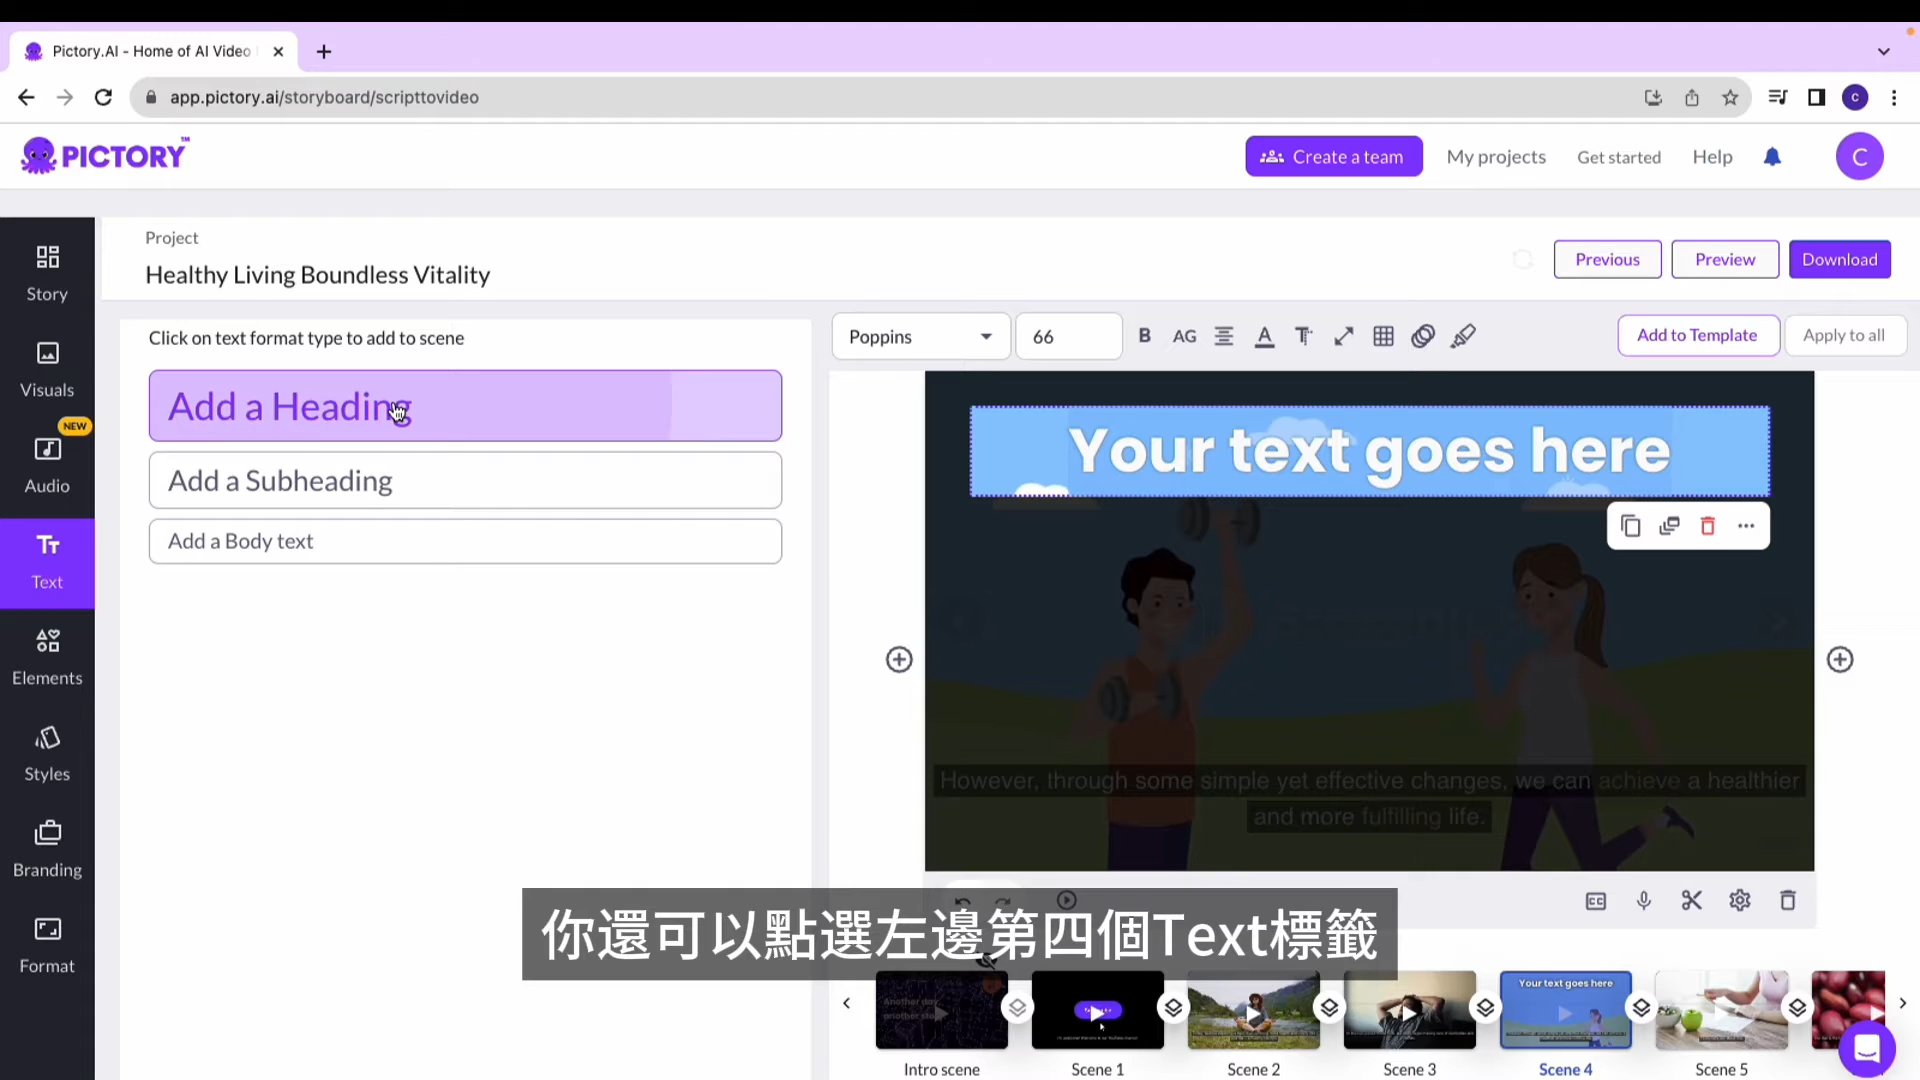 Pictory.AI - Home of AI Video
app.pictory.ai/storyboard/scripttovideo
C
PICTORY™
Create a team
My projects
Get started
Help
C
Project
Healthy Living Boundless Vitality
Previous
Preview
Download
Story
Visuals
NEW
Audio
Text
Elements
Styles
Branding
Format
Click on text format type to add to scene
Add a Heading
Add a Subheading
Add a Body text
Poppins
66
B
AG
Add to Template
Apply to all
Your text goes here
However, through some simple yet effective changes, we can achieve a healthier
and more fulfilling life.
你還可以點選左邊第四個Text標籤
Another day,
Your text goes here
Intro scene
Scene 1
Scene 2
Scene 3
Scene 4
Scene 5